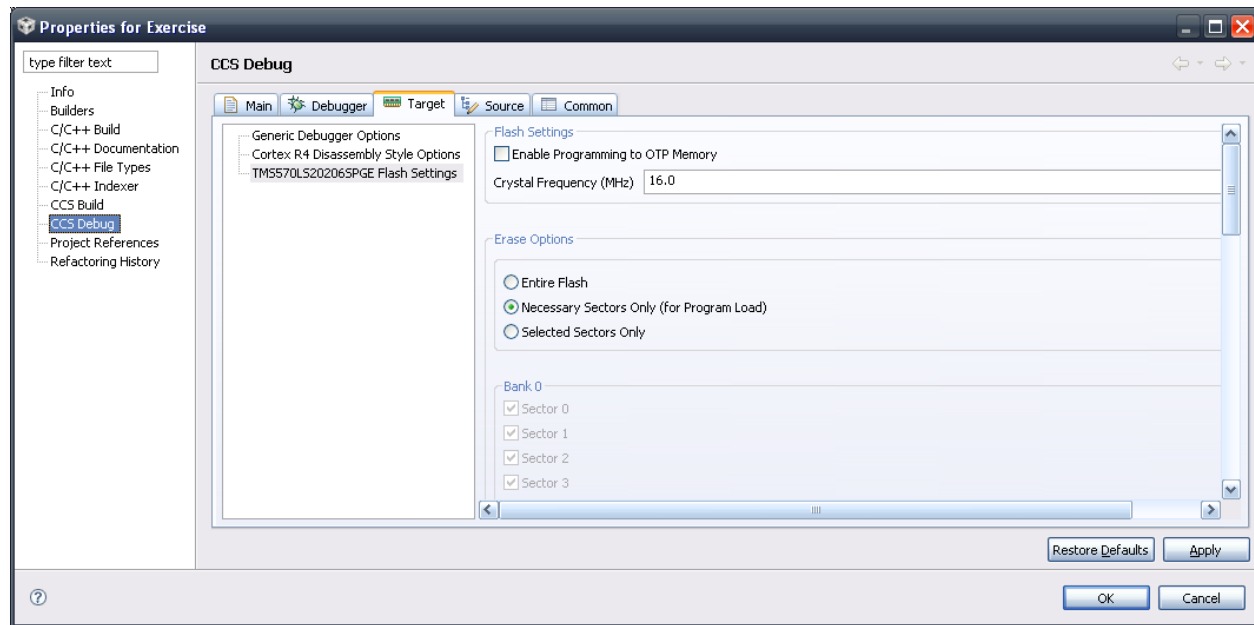 Properties for Exercise
type filter text
Info
Builders
C/C++ Build
C/C++ Documentation
C/C++ File Types
C/C++ Indexer
CCS Build
CCS Debug
Project References
Refactoring History
CCS Debug
Main Debugger Target Source Common
Generic Debugger Options
Cortex R4 Disassembly Style Options
TMS570LS20206SPGE Flash Settings
Flash Settings
Enable Programming to OTP Memory
Crystal Frequency (MHz) 16.0
Erase Options
Entire Flash
Necessary Sectors Only (for Program Load)
Selected Sectors Only
Bank 0
Sector 0
Sector 1
Sector 2
Sector 3
Restore Defaults Apply
? OK Cancel